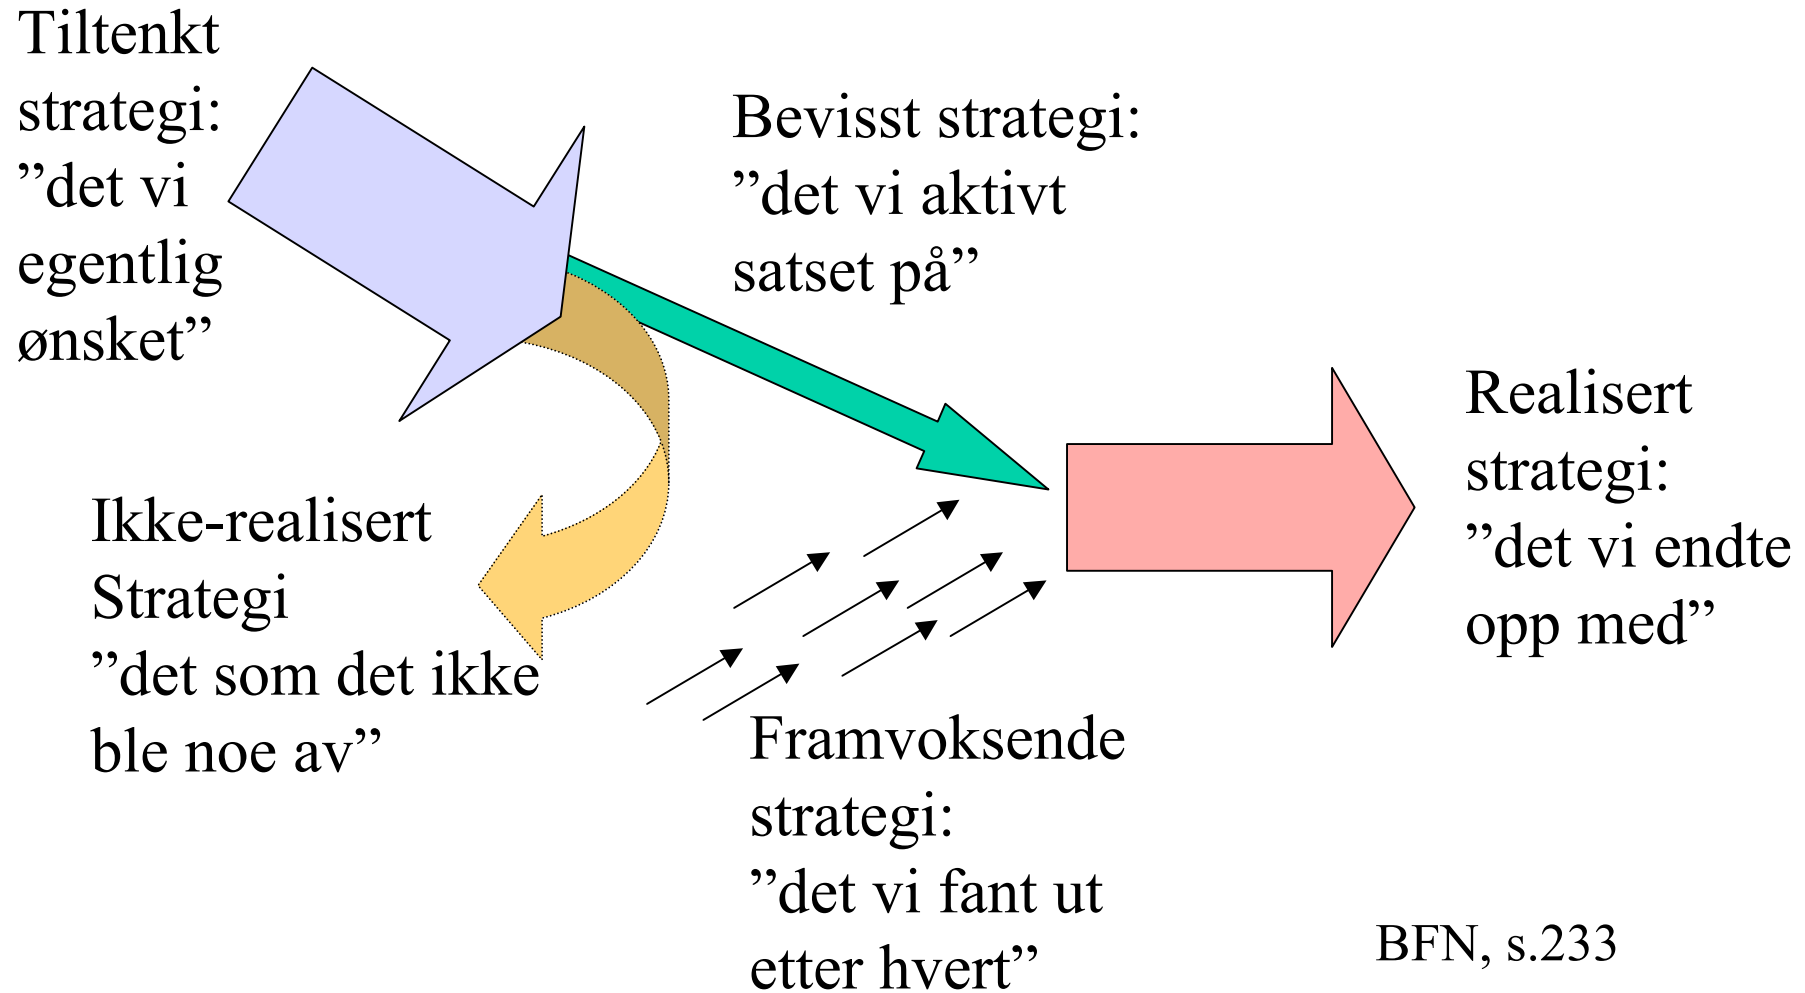 Tiltenkt
strategi:
”det vi
egentlig
ønsket”
Bevisst strategi:
”det vi aktivt
satset på”
Ikke-realisert
Strategi
”det som det ikke
ble noe av”
Realisert
strategi:
”det vi endte
opp med”
Framvoksende
strategi:
”det vi fant ut
etter hvert”
BFN, s.233